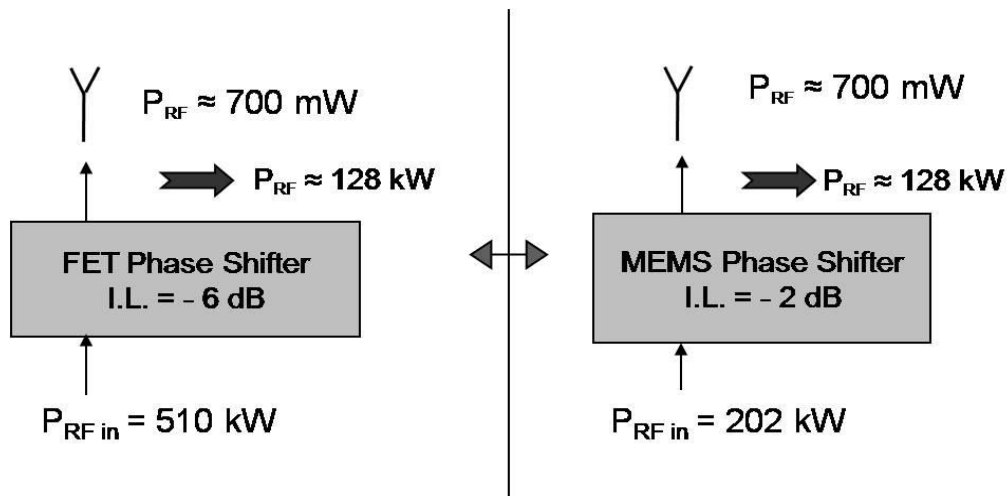 P_RF ≈ 700 mW
P_RF ≈ 128 kW
FET Phase Shifter
I.L. = - 6 dB
P_RF in = 510 kW
P_RF ≈ 700 mW
P_RF ≈ 128 kW
MEMS Phase Shifter
I.L. = - 2 dB
P_RF in = 202 kW